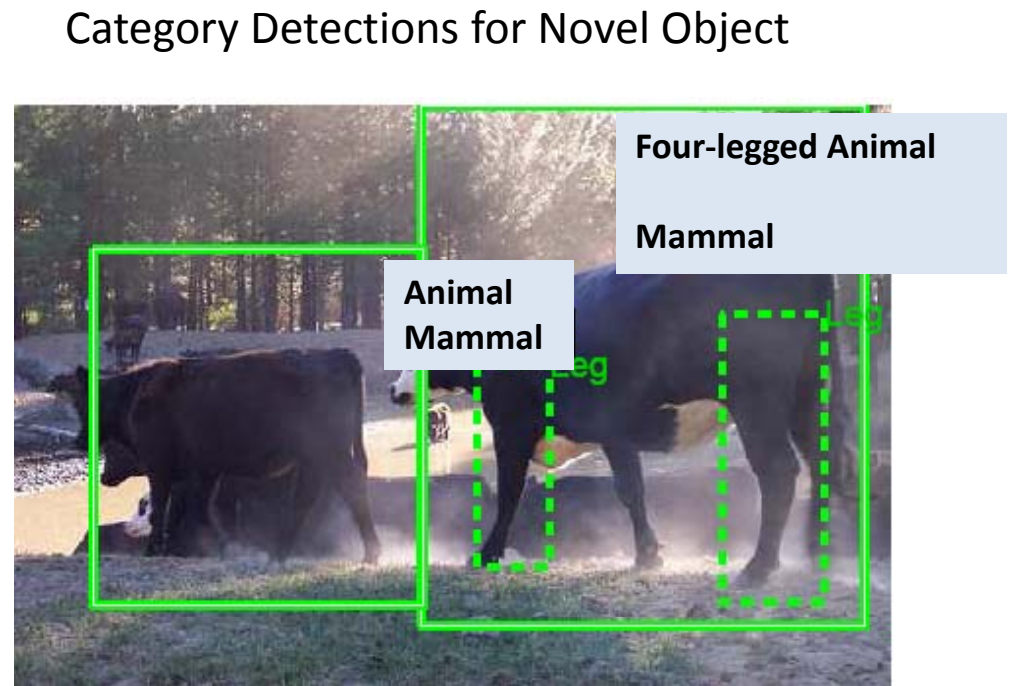 Category Detections for Novel Object
Four-legged Animal
Mammal
Animal
Mammal
Leg
Leg